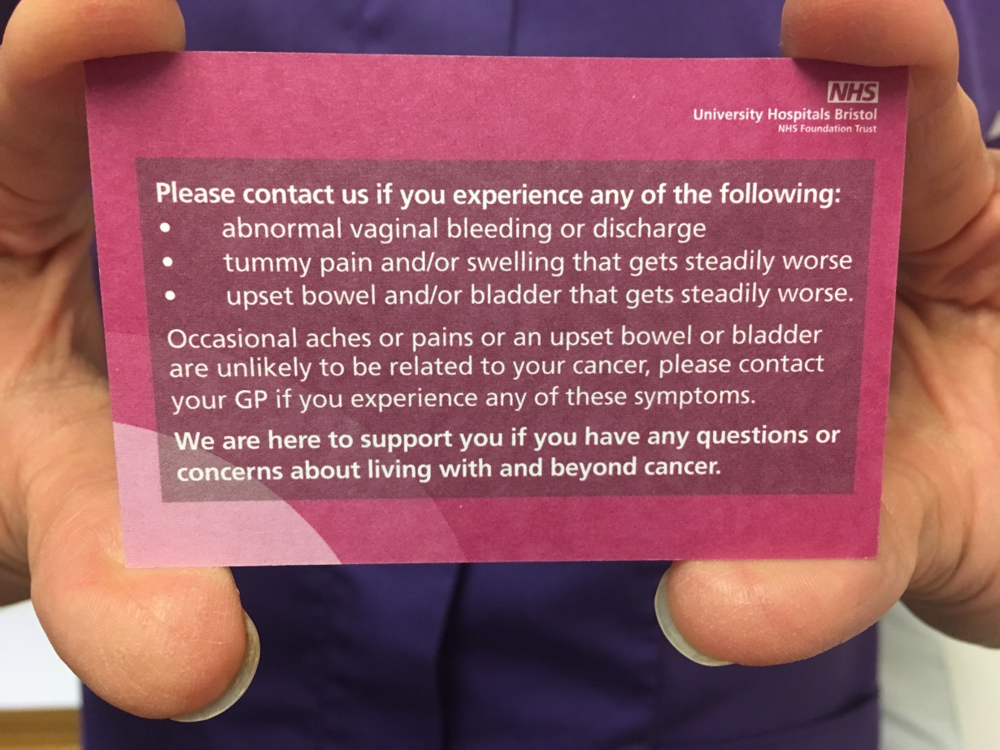 NHS
University Hospitals Bristol
NHS Foundation Trust
Please contact us if you experience any of the following:
• abnormal vaginal bleeding or discharge
• tummy pain and/or swelling that gets steadily worse
• upset bowel and/or bladder that gets steadily worse.
Occasional aches or pains or an upset bowel or bladder
are unlikely to be related to your cancer, please contact
your GP if you experience any of these symptoms.
We are here to support you if you have any questions or
concerns about living with and beyond cancer.